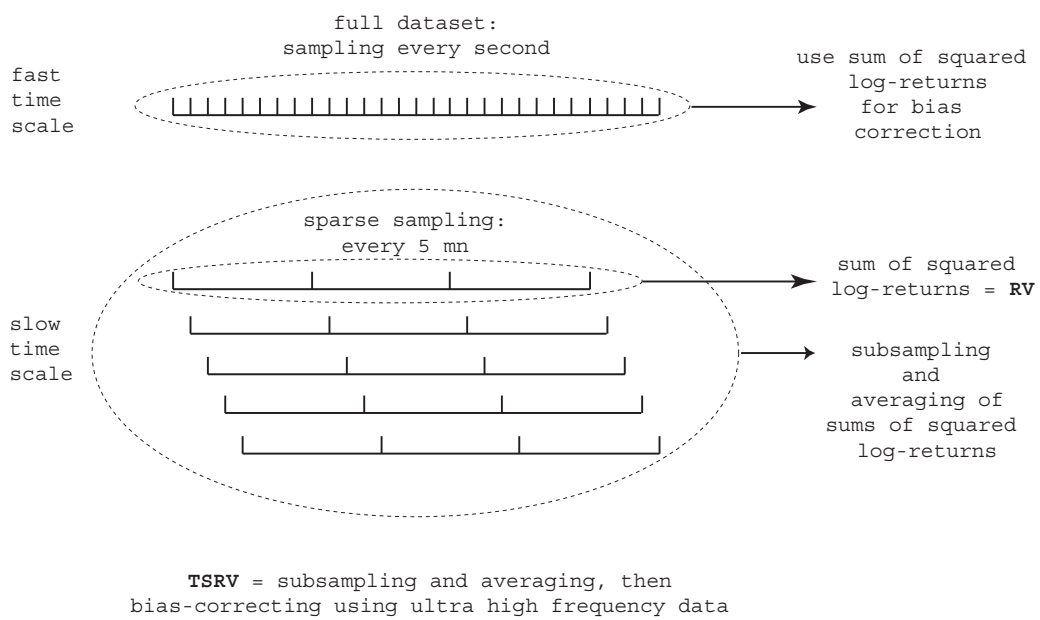 full dataset:
sampling every second
fast
time
scale
use sum of squared
log-returns
for bias
correction
sparse sampling:
every 5 mn
sum of squared
log-returns = RV
slow
time
scale
subsampling
and
averaging of
sums of squared
log-returns
TSRV = subsampling and averaging, then
bias-correcting using ultra high frequency data